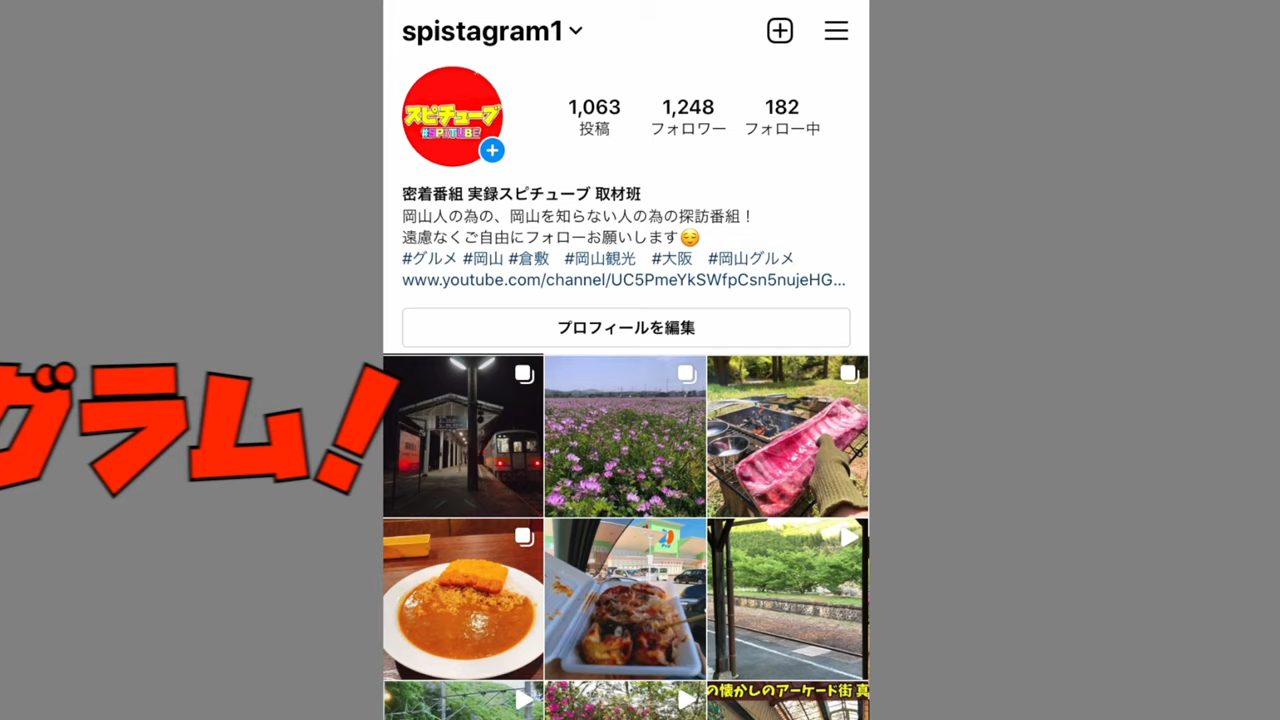 spistagram1
スピチューブ
#SPITUBE
1,063
投稿
1,248
フォロワー
182
フォロー中
密着番組 実録スピチューブ 取材班
岡山人の為の、岡山を知らない人の為の探訪番組！
遠慮なくご自由にフォローお願いします😌
#グルメ #岡山 #倉敷　#岡山観光　#大阪　#岡山グルメ
www.youtube.com/channel/UC5PmeYkSWfpCsn5nujeHG...
プロフィールを編集
グラム!
の懐かしのアーケード街 真